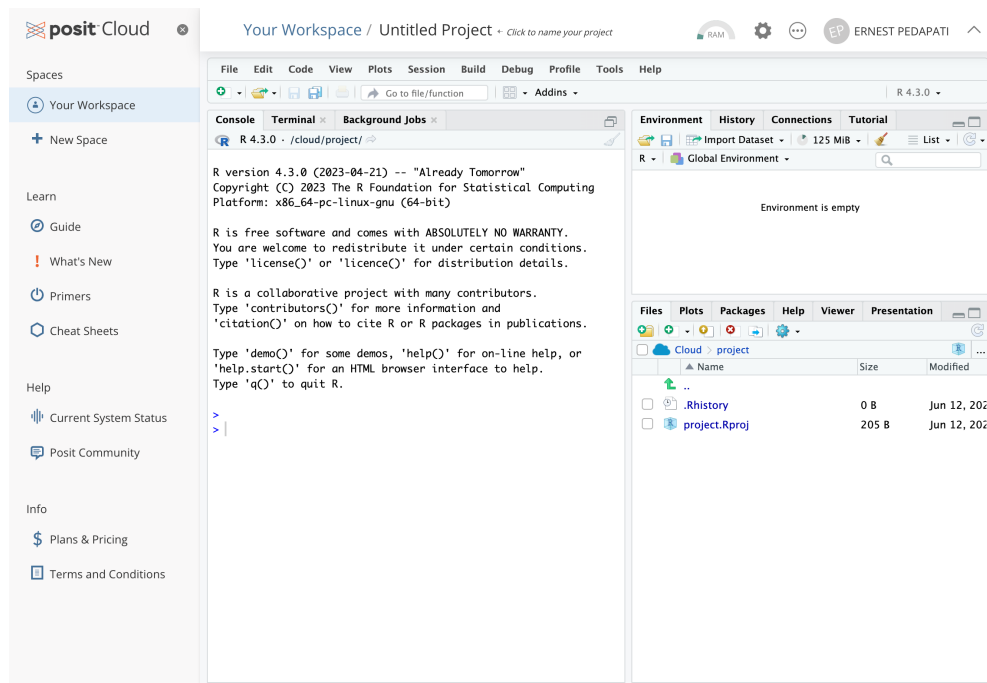 posit Cloud
Spaces
Your Workspace
New Space
Learn
Guide
What's New
Primers
Cheat Sheets
Help
Current System Status
Posit Community
Info
Plans & Pricing
Terms and Conditions
Your Workspace / Untitled Project ← Click to name your project
RAM
EP ERNEST PEDAPATI
File Edit Code View Plots Session Build Debug Profile Tools Help
Go to file/function Addins R 4.3.0
Console Terminal Background Jobs
R 4.3.0 · /cloud/project/
R version 4.3.0 (2023-04-21) -- "Already Tomorrow"
Copyright (C) 2023 The R Foundation for Statistical Computing
Platform: x86_64-pc-linux-gnu (64-bit)
R is free software and comes with ABSOLUTELY NO WARRANTY.
You are welcome to redistribute it under certain conditions.
Type 'license()' or 'licence()' for distribution details.
R is a collaborative project with many contributors.
Type 'contributors()' for more information and
'citation()' on how to cite R or R packages in publications.
Type 'demo()' for some demos, 'help()' for on-line help, or
'help.start()' for an HTML browser interface to help.
Type 'q()' to quit R.
>
>
Environment History Connections Tutorial
Import Dataset 125 MiB List
R Global Environment
Environment is empty
Files Plots Packages Help Viewer Presentation
Cloud > project ...
Name Size Modified
..
.Rhistory 0 B Jun 12, 202
project.Rproj 205 B Jun 12, 202